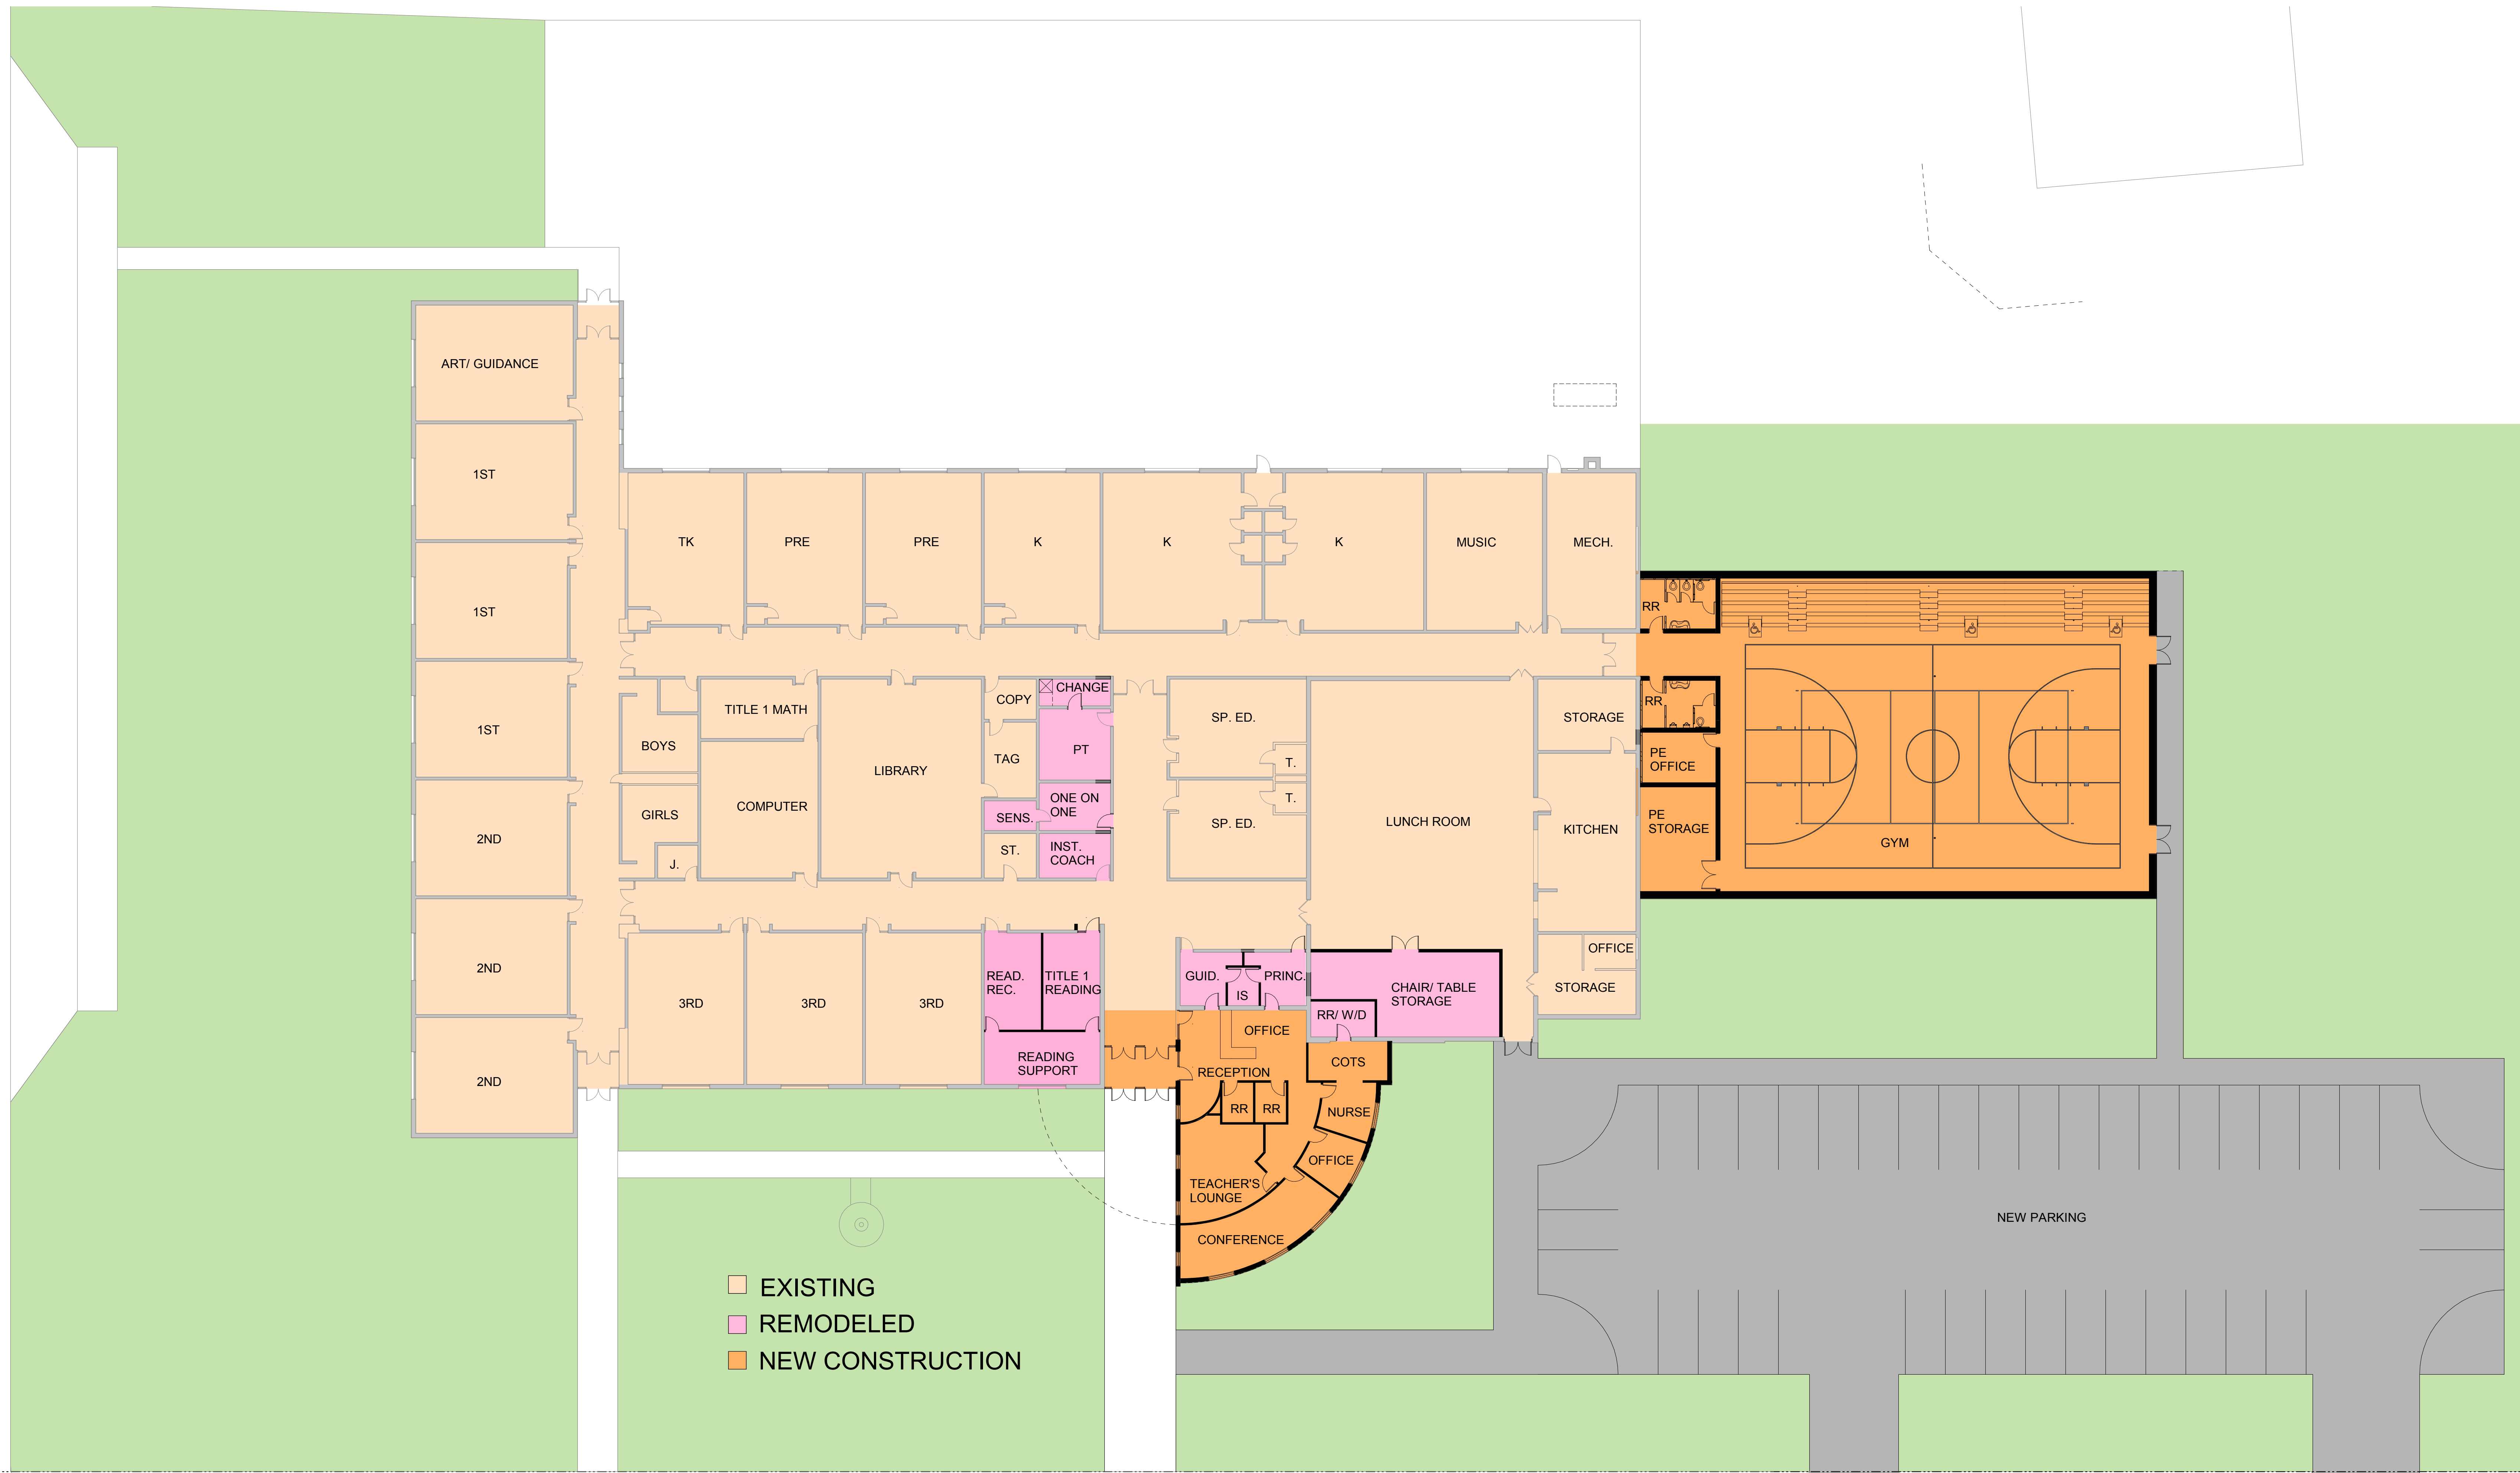 ART/ GUIDANCE
1ST
1ST
1ST
2ND
2ND
2ND
TK
PRE
PRE
K
K
K
MUSIC
MECH.
BOYS
GIRLS
J.
TITLE 1 MATH
COMPUTER
LIBRARY
COPY
TAG
SENS.
ST.
CHANGE
PT
ONE ON
ONE
INST.
COACH
SP. ED.
T.
T.
SP. ED.
LUNCH ROOM
STORAGE
KITCHEN
OFFICE
STORAGE
RR
RR
PE
OFFICE
PE
STORAGE
GYM
3RD
3RD
3RD
READ.
REC.
TITLE 1
READING
READING
SUPPORT
GUID.
IS
PRINC.
CHAIR/ TABLE
STORAGE
RR/ W/D
OFFICE
RECEPTION
COTS
RR
RR
NURSE
OFFICE
TEACHER'S
LOUNGE
CONFERENCE
NEW PARKING
EXISTING
REMODELED
NEW CONSTRUCTION